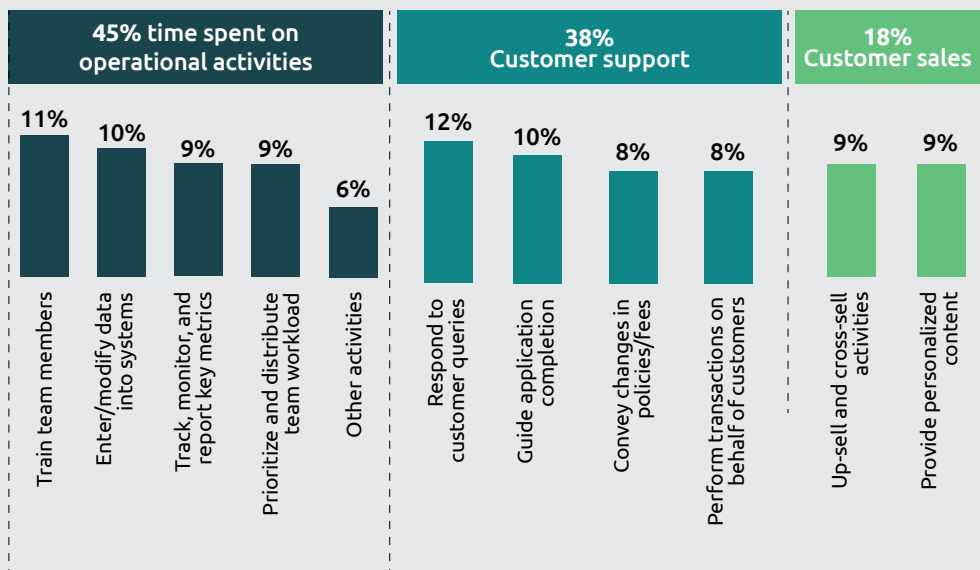 45% time spent on
operational activities
38%
Customer support
18%
Customer sales
11%
10%
9%
9%
6%
12%
10%
8%
8%
9%
9%
Train team members
Enter/modify data
into systems
Track, monitor, and
report key metrics
Prioritize and distribute
team workload
Other activities
Respond to
customer queries
Guide application
completion
Convey changes in
policies/fees
Perform transactions on
behalf of customers
Up-sell and cross-sell
activities
Provide personalized
content